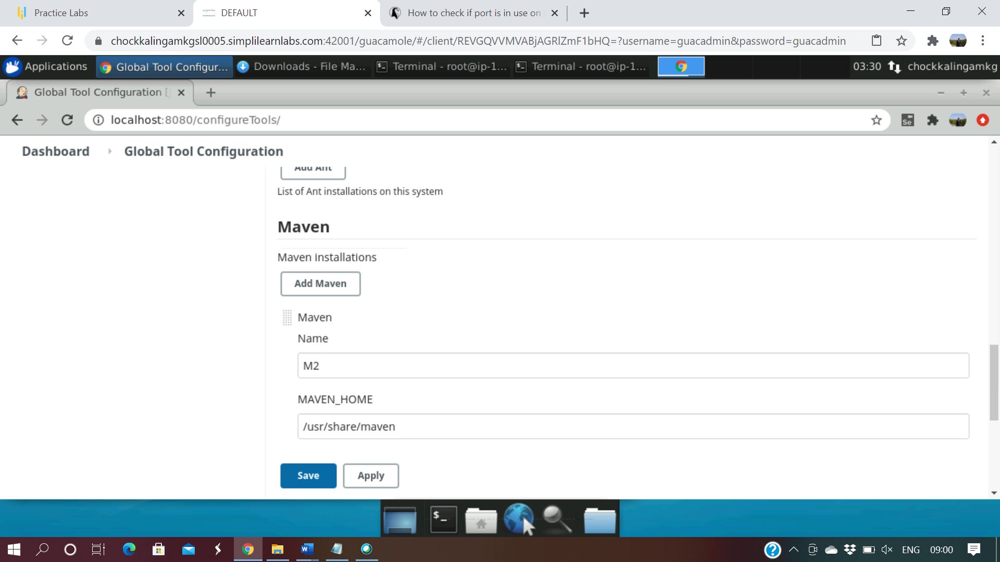 Practice Labs
DEFAULT
How to check if port is in use on
chockkalingamkgsl0005.simplilearnlabs.com:42001/guacamole/#/client/REVGQVVMVABjAGRlZmF1bHQ=?username=guacadmin&password=guacadmin
Applications
Global Tool Configur...
Downloads - File Ma...
Terminal - root@ip-1...
Terminal - root@ip-1...
03:30
chockkalingamkg
Global Tool Configuration [
localhost:8080/configureTools/
Se
Dashboard
Global Tool Configuration
Add Ant
List of Ant installations on this system
Maven
Maven installations
Add Maven
Maven
Name
M2
MAVEN_HOME
/usr/share/maven
Save
Apply
$_
ENG
09:00